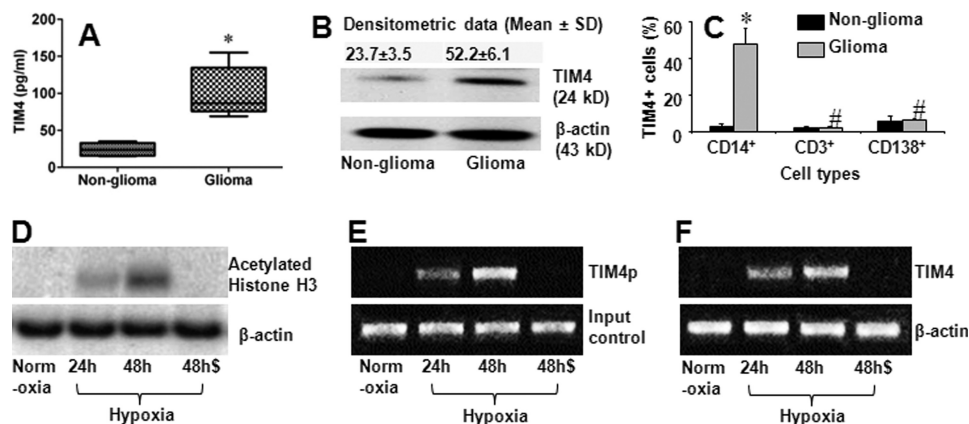 A
TIM4 (pg/ml)
200
150
100
50
0
*
Non-glioma
Glioma
B
Densitometric data (Mean ± SD)
23.7±3.5 52.2±6.1
TIM4
(24 kD)
β-actin
(43 kD)
Non-glioma Glioma
C
TIM4+ cells (%)
60
40
20
0
*
#
#
Non-glioma
Glioma
CD14+ CD3+ CD138+
Cell types
D
Acetylated
Histone H3
β-actin
Norm
-oxia
24h 48h 48h$
Hypoxia
E
TIM4p
Input
control
Norm
-oxia
24h 48h 48h$
Hypoxia
F
TIM4
β-actin
Norm
-oxia
24h 48h 48h$
Hypoxia